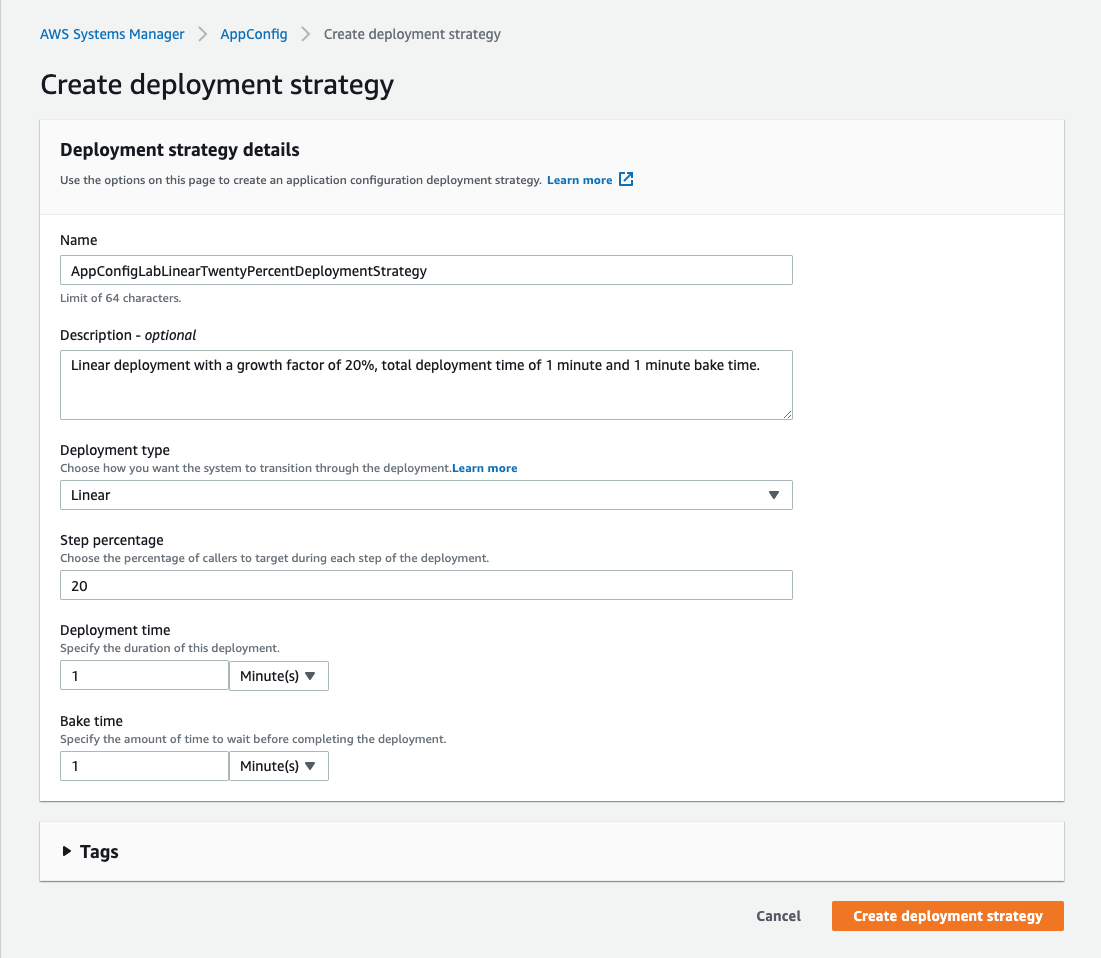 AWS Systems Manager > AppConfig > Create deployment strategy
Create deployment strategy
Deployment strategy details
Use the options on this page to create an application configuration deployment strategy. Learn more
Name
AppConfigLabLinearTwentyPercentDeploymentStrategy
Limit of 64 characters.
Description - optional
Linear deployment with a growth factor of 20%, total deployment time of 1 minute and 1 minute bake time.
Deployment type
Choose how you want the system to transition through the deployment.Learn more
Linear
Step percentage
Choose the percentage of callers to target during each step of the deployment.
20
Deployment time
Specify the duration of this deployment.
1 Minute(s)
Bake time
Specify the amount of time to wait before completing the deployment.
1 Minute(s)
Tags
Cancel Create deployment strategy